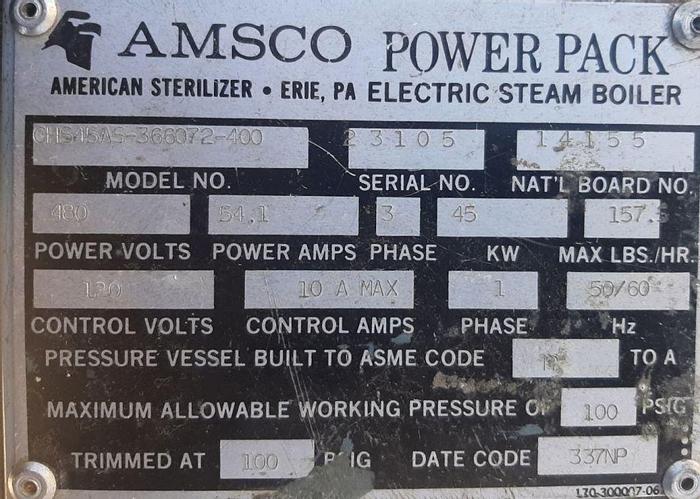 AMSCO POWER PACK
AMERICAN STERILIZER • ERIE, PA ELECTRIC STEAM BOILER
CHS45AS-366072-400 23105 14155
MODEL NO. SERIAL NO. NAT'L BOARD NO.
480 54.1 3 45 157.5
POWER VOLTS POWER AMPS PHASE KW MAX LBS./HR.
120 10 A MAX 1 50/60
CONTROL VOLTS CONTROL AMPS PHASE Hz
PRESSURE VESSEL BUILT TO ASME CODE TO A
MAXIMUM ALLOWABLE WORKING PRESSURE OF 100 PSIG
TRIMMED AT 100 PSIG DATE CODE 337NP